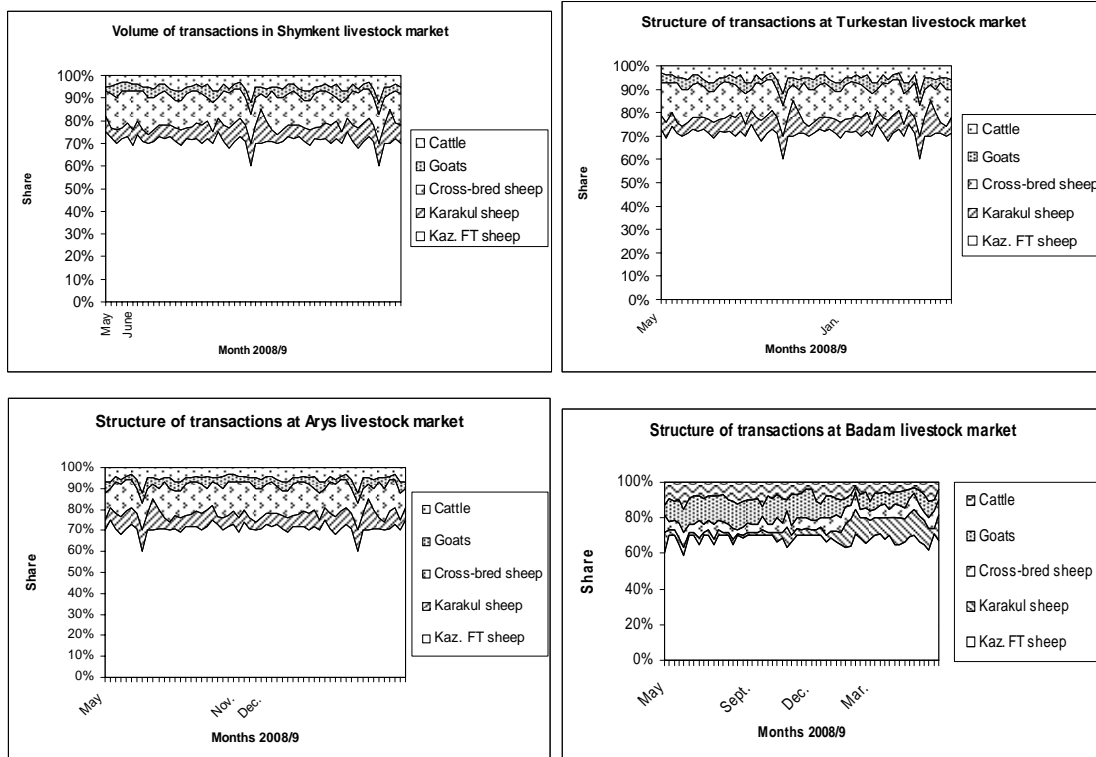 Volume of transactions in Shymkent livestock market
100%
90%
80%
70%
60%
50%
40%
30%
20%
10%
0%
Share
May
June
Month 2008/9
Cattle
Goats
Cross-bred sheep
Karakul sheep
Kaz. FT sheep
Structure of transactions at Turkestan livestock market
100%
90%
80%
70%
60%
50%
40%
30%
20%
10%
0%
Share
May
Jan.
Months 2008/9
Cattle
Goats
Cross-bred sheep
Karakul sheep
Kaz. FT sheep
Structure of transactions at Arys livestock market
100%
90%
80%
70%
60%
50%
40%
30%
20%
10%
0%
Share
May
Nov.
Dec.
Months 2008/9
Cattle
Goats
Cross-bred sheep
Karakul sheep
Kaz. FT sheep
Structure of transactions at Badam livestock market
100%
80%
60%
40%
20%
0%
Share
May
Sept.
Dec.
Mar.
Months 2008/9
Cattle
Goats
Cross-bred sheep
Karakul sheep
Kaz. FT sheep